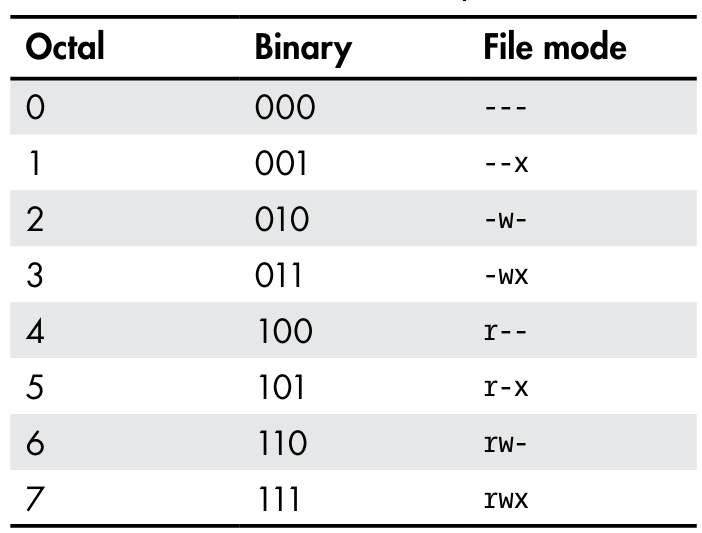 Octal Binary File mode
0 000 ---
1 001 --x
2 010 -w-
3 011 -wx
4 100 r--
5 101 r-x
6 110 rw-
7 111 rwx